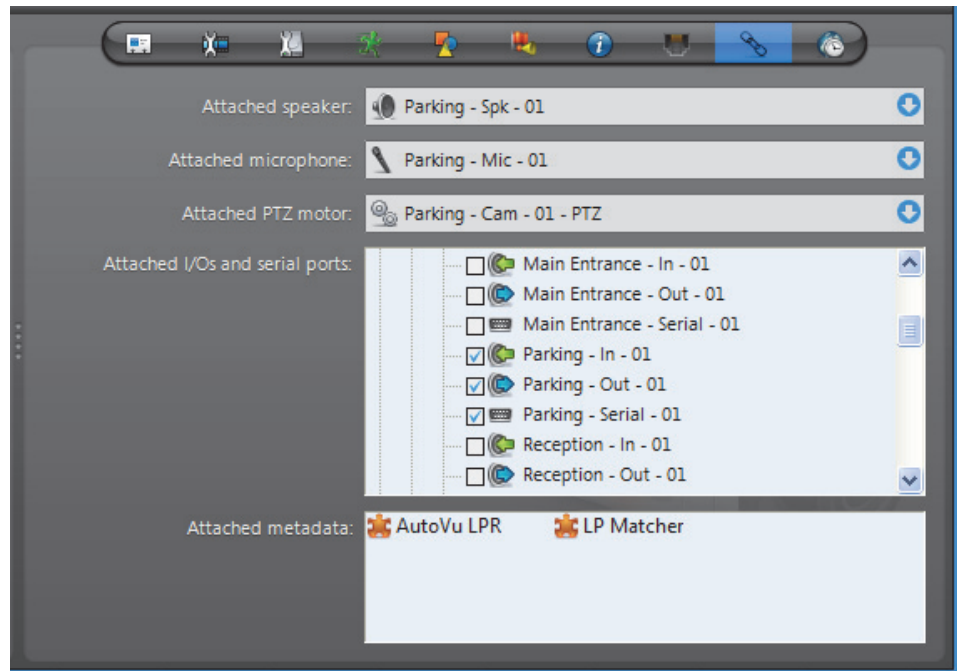 Attached speaker: Parking - Spk - 01
Attached microphone: Parking - Mic - 01
Attached PTZ motor: Parking - Cam - 01 - PTZ
Attached I/Os and serial ports: Main Entrance - In - 01
Main Entrance - Out - 01
Main Entrance - Serial - 01
Parking - In - 01
Parking - Out - 01
Parking - Serial - 01
Reception - In - 01
Reception - Out - 01
Attached metadata: AutoVu LPR LP Matcher